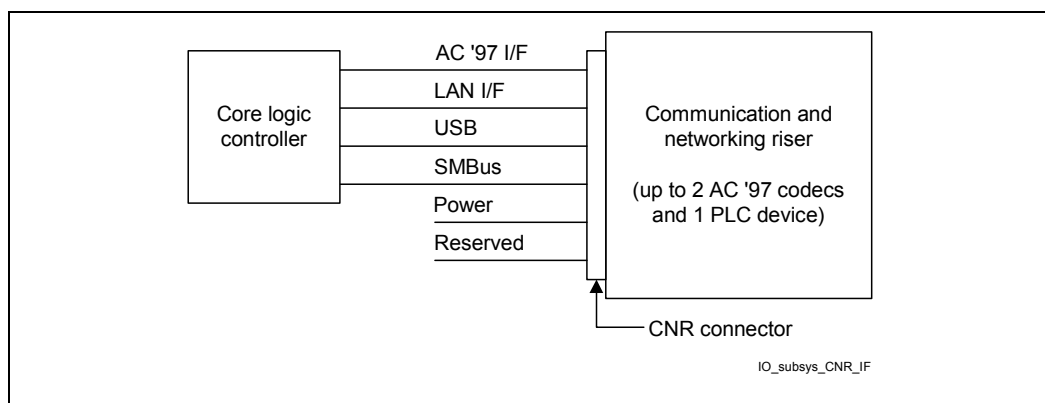 Core logic
controller
AC '97 I/F
LAN I/F
USB
SMBus
Power
Reserved
Communication and
networking riser
(up to 2 AC '97 codecs
and 1 PLC device)
CNR connector
IO_subsys_CNR_IF